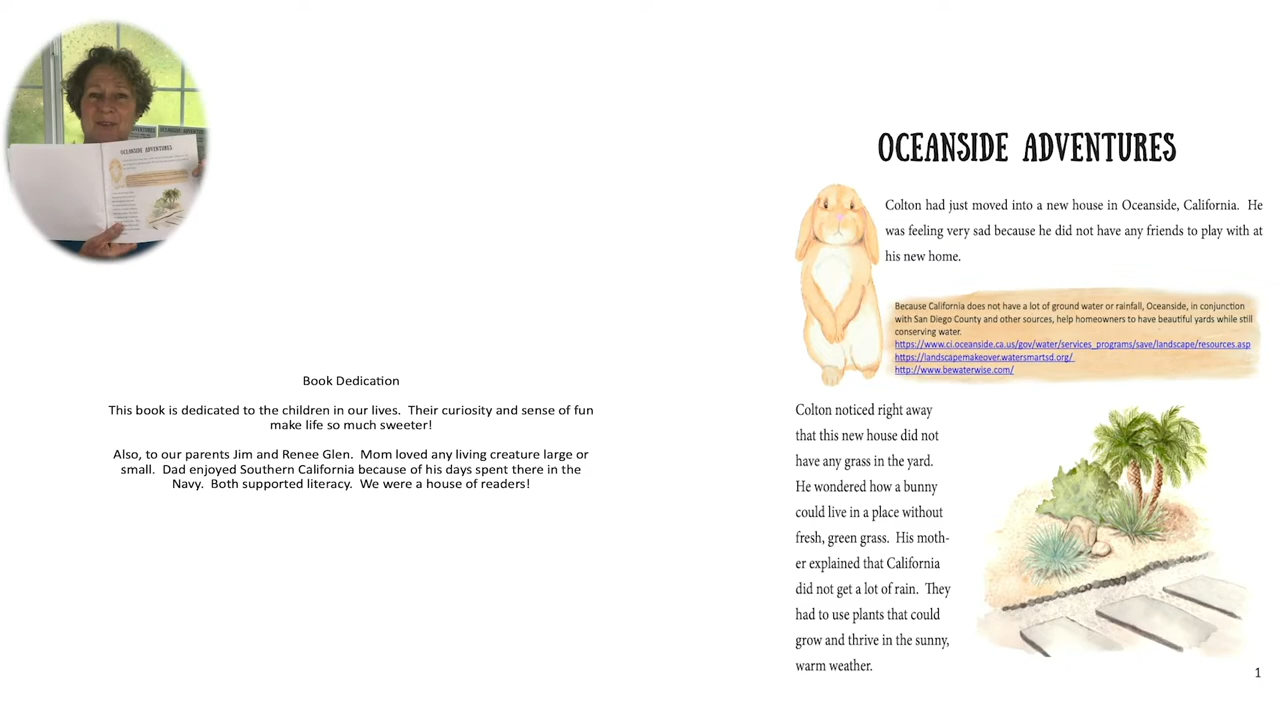 Book Dedication
This book is dedicated to the children in our lives. Their curiosity and sense of fun
make life so much sweeter!
Also, to our parents Jim and Renee Glen. Mom loved any living creature large or
small. Dad enjoyed Southern California because of his days spent there in the
Navy. Both supported literacy. We were a house of readers!
OCEANSIDE ADVENTURES
Colton had just moved into a new house in Oceanside, California. He
was feeling very sad because he did not have any friends to play with at
his new home.
Because California does not have a lot of ground water or rainfall, Oceanside, in conjunction
with San Diego County and other sources, help homeowners to have beautiful yards while still
conserving water.
https://www.ci.oceanside.ca.us/gov/water/services_programs/save/landscape/resources.asp
https://landscapemakeover.watersmartsd.org/
http://www.bewaterwise.com/
Colton noticed right away
that this new house did not
have any grass in the yard.
He wondered how a bunny
could live in a place without
fresh, green grass. His moth-
er explained that California
did not get a lot of rain. They
had to use plants that could
grow and thrive in the sunny,
warm weather.
1
OCEANSIDE ADVENTURES